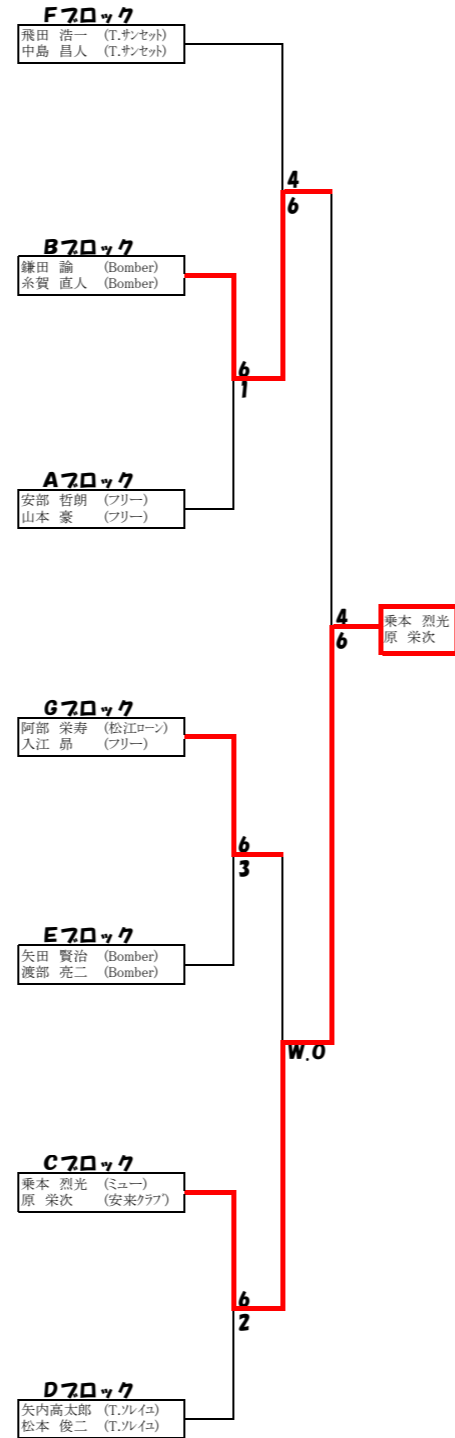 Fブロック
飛田 浩一 (T.サンセット)
中島 昌人 (T.サンセット)
4
6
Bブロック
鎌田 諭 (Bomber)
糸賀 直人 (Bomber)
6
1
Aブロック
安部 哲朗 (フリー)
山本 豪 (フリー)
4
6
乗本 烈光
原 栄次
Gブロック
阿部 栄寿 (松江ローン)
入江 昴 (フリー)
6
3
Eブロック
矢田 賢治 (Bomber)
渡部 亮二 (Bomber)
W.O
Cブロック
乗本 烈光 (ミュー)
原 栄次 (安来クラブ)
6
2
Dブロック
矢内高太郎 (T.ソレイユ)
松本 俊二 (T.ソレイユ)